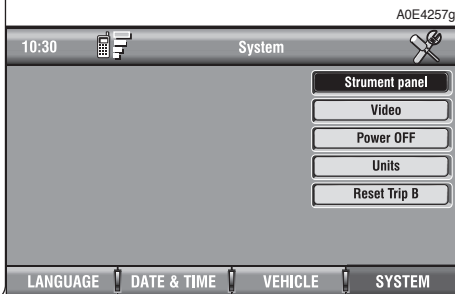 A0E4257g
10:30 System
Strument panel
Video
Power OFF
Units
Reset Trip B
LANGUAGE DATE & TIME VEHICLE SYSTEM